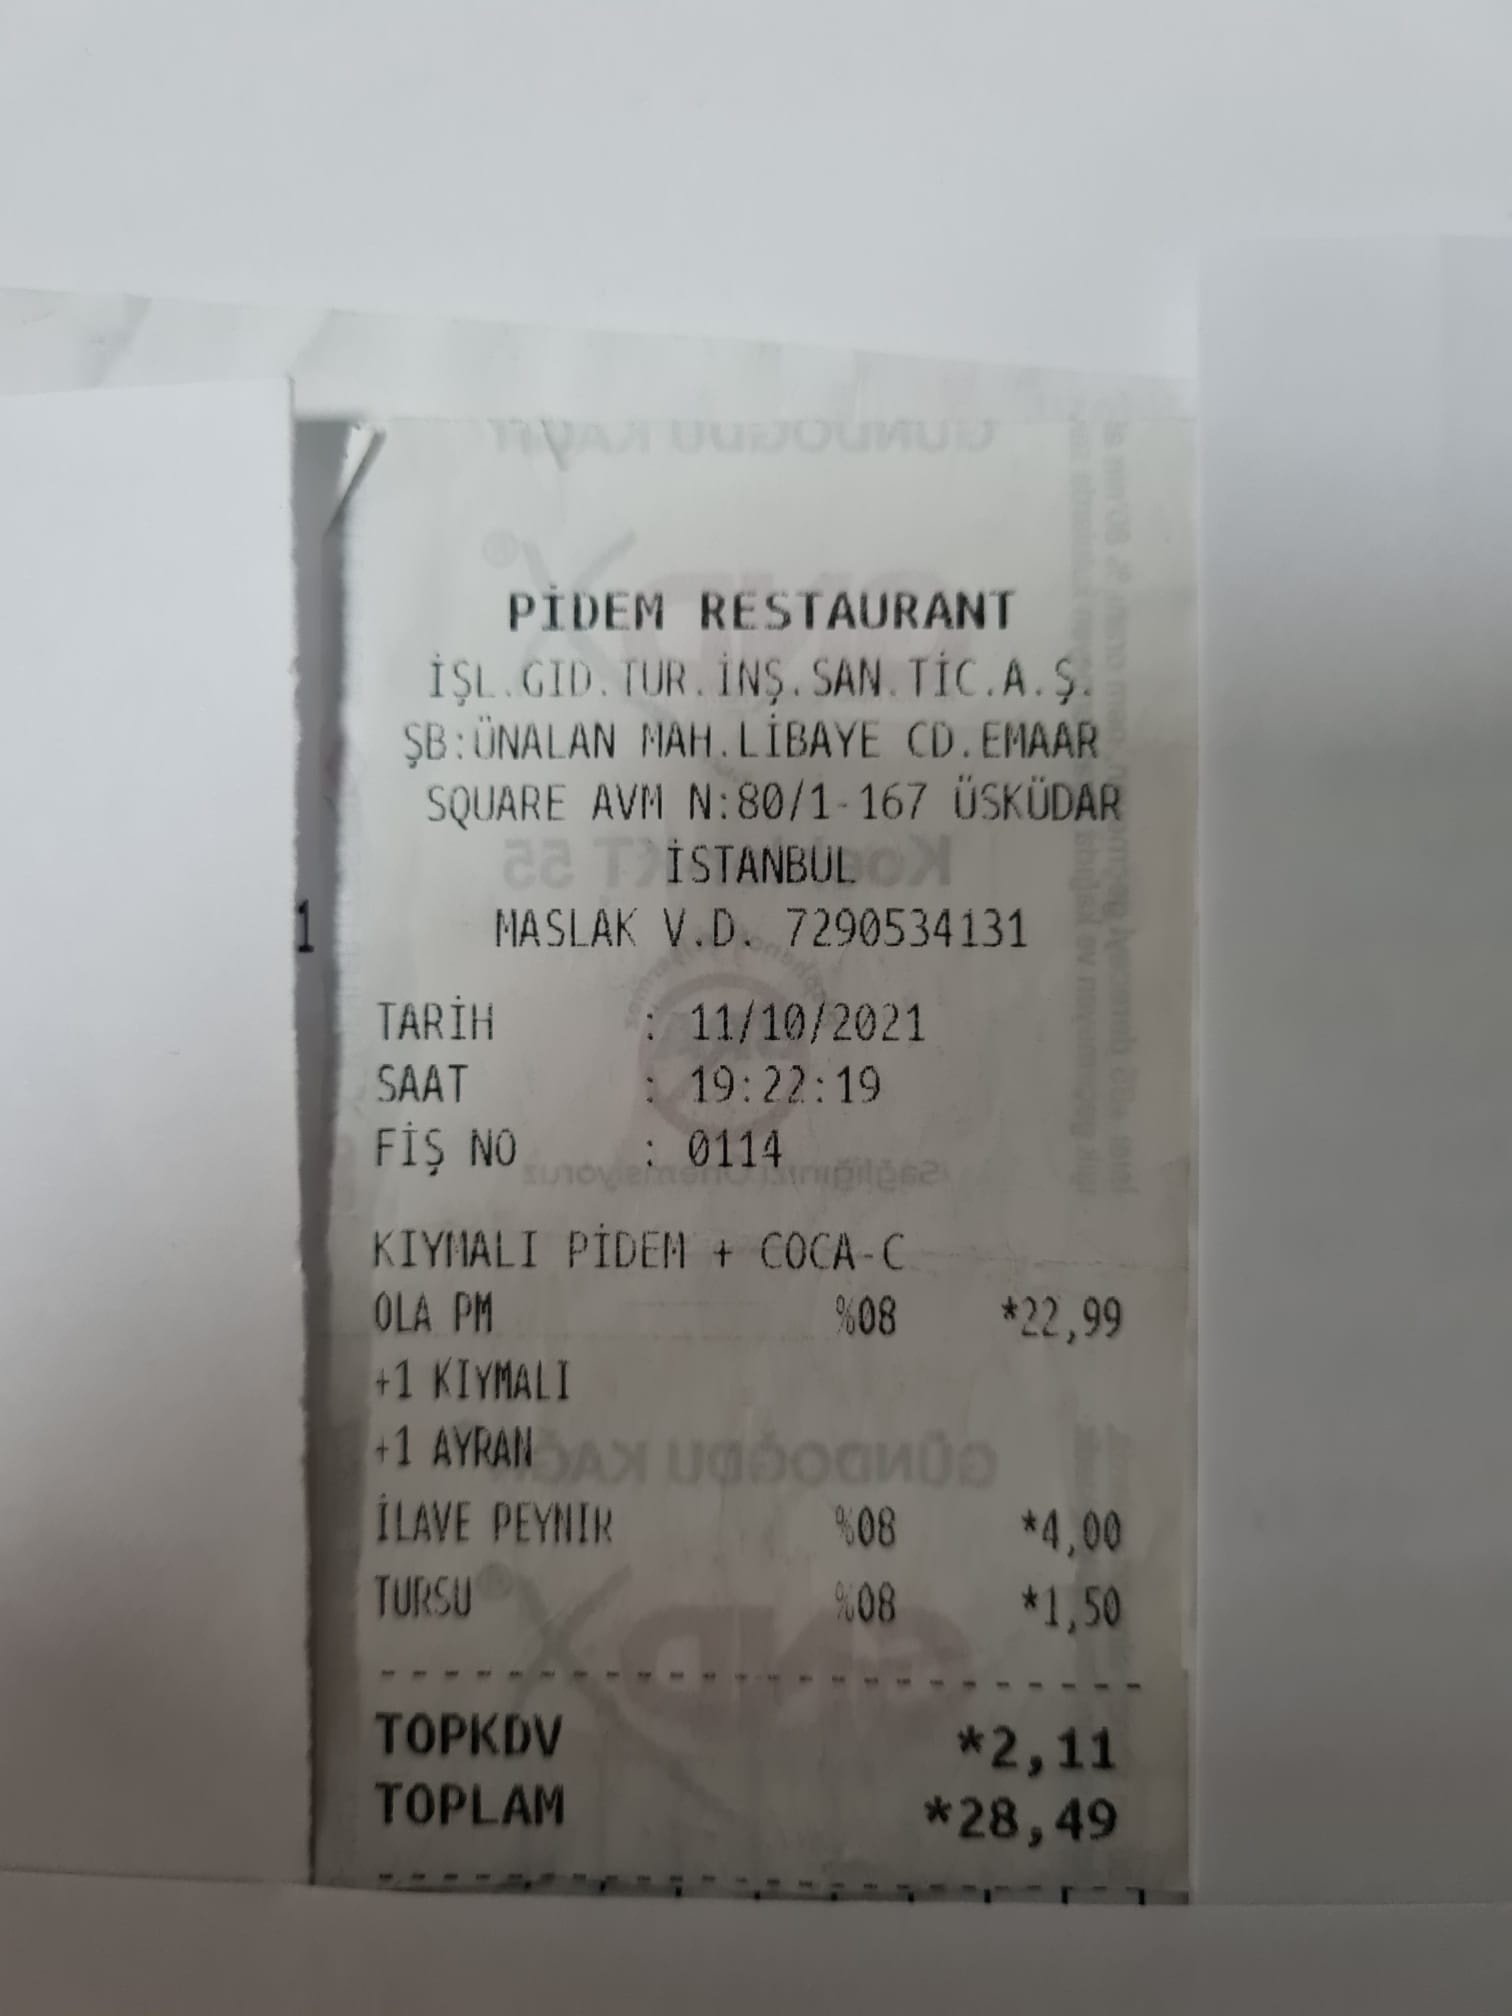 PİDEM RESTAURANT
İŞL.GID.TUR.İNŞ.SAN.TİC.A.Ş.
ŞB:ÜNALAN MAH.LİBAYE CD.EMAAR
SQUARE AVM N:80/1-167 ÜSKÜDAR
İSTANBUL
MASLAK V.D. 7290534131
1
TARİH : 11/10/2021
SAAT : 19:22:19
FİŞ NO : 0114
KIYMALI PİDEM + COCA-C
OLA PM %08 *22,99
+1 KIYMALI
+1 AYRAN
İLAVE PEYNIR %08 *4,00
TURSU %08 *1,50
TOPKDV *2,11
TOPLAM *28,49